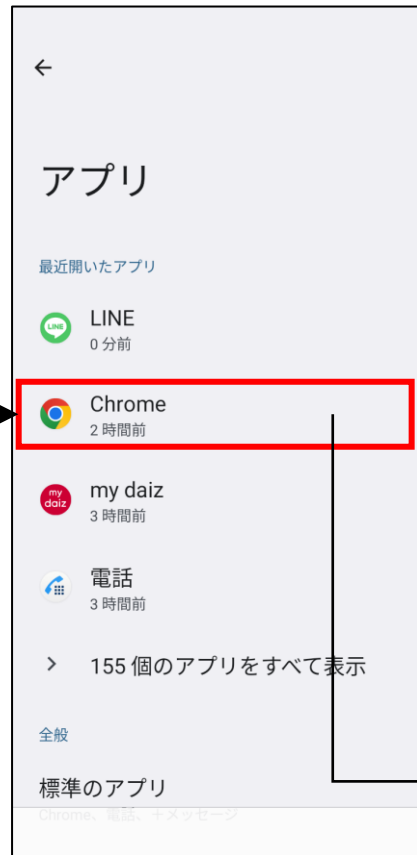 アプリ
最近開いたアプリ
LINE
LINE
0 分前
Chrome
2 時間前
my
daiz
my daiz
3 時間前
電話
3 時間前
155 個のアプリをすべて表示
全般
標準のアプリ
Chrome、電話、+メッセージ